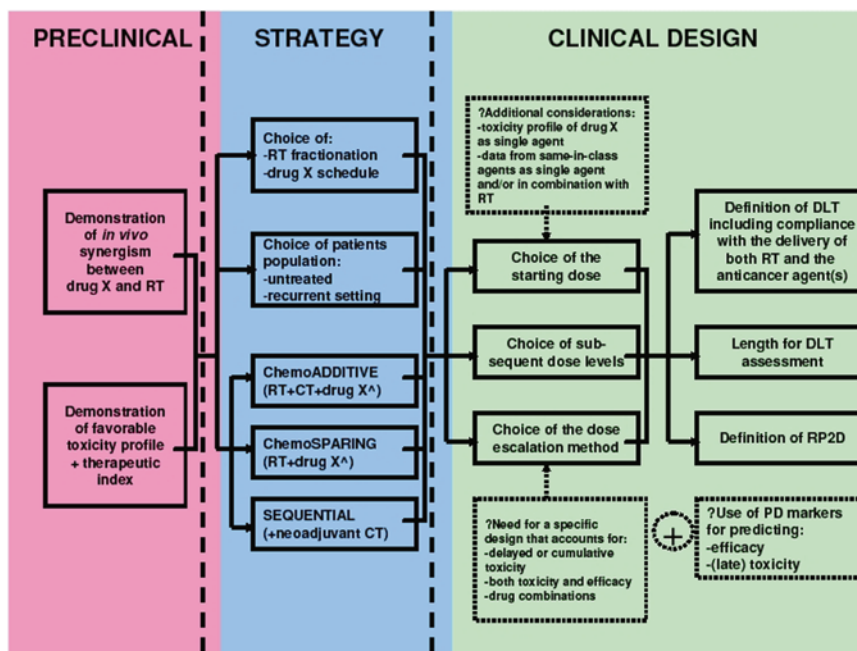 PRECLINICAL
STRATEGY
CLINICAL DESIGN
Demonstration
of in vivo
synergism
between
drug X and RT
Demonstration
of favorable
toxicity profile
+ therapeutic
index
Choice of:
-RT fractionation
-drug X schedule
Choice of patients
population:
-untreated
-recurrent setting
ChemoADDITIVE
(RT+CT+drug X^)
ChemoSPARING
(RT+drug X^)
SEQUENTIAL
(+neoadjuvant CT)
?Additional considerations:
-toxicity profile of drug X
as single agent
-data from same-in-class
agents as single agent
and/or in combination with
RT
Choice of the
starting dose
Choice of sub-
sequent dose levels
Choice of the dose
escalation method
?Need for a specific
design that accounts for:
-delayed or cumulative
toxicity
-both toxicity and efficacy
-drug combinations
Definition of DLT
including compliance
with the delivery of
both RT and the
anticancer agent(s)
Length for DLT
assessment
Definition of RP2D
+
?Use of PD markers
for predicting:
-efficacy
-(late) toxicity